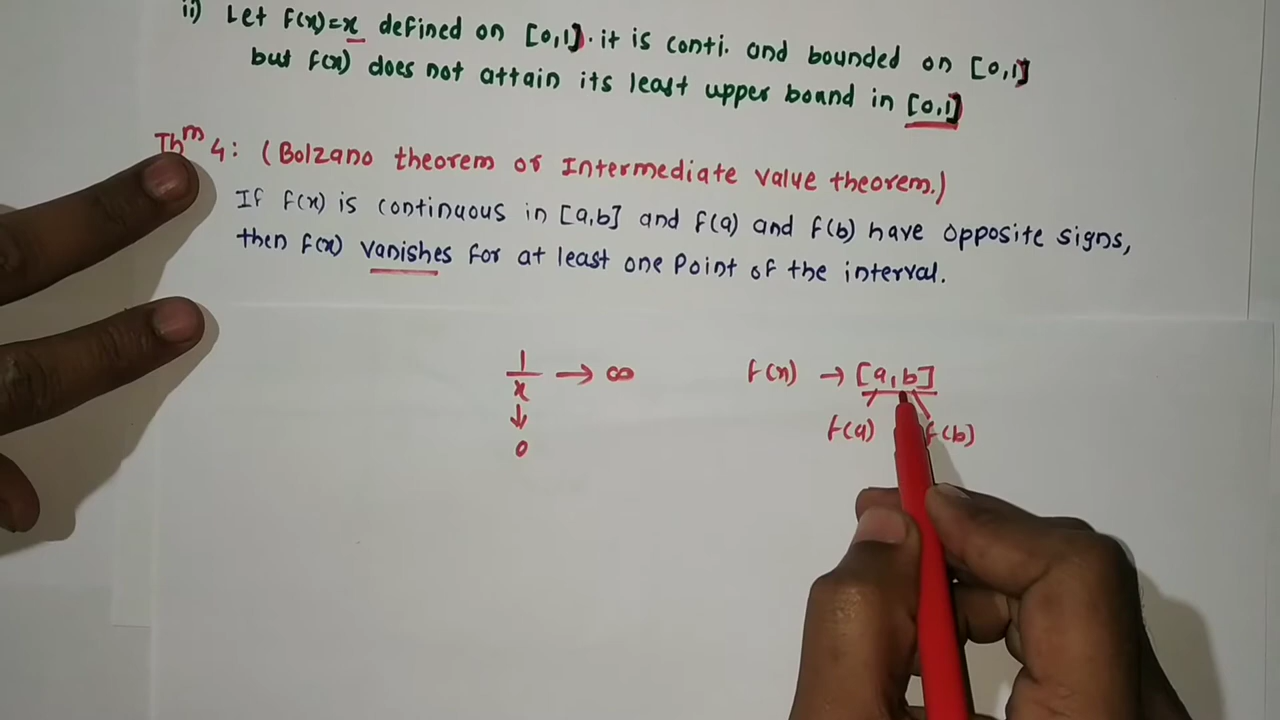 ii) Let f(x)=x defined on [0,1). it is conti. and bounded on [0,1)
but f(x) does not attain its least upper bound in [0,1)
Thm 4: (Bolzano theorem or Intermediate value theorem.)
If f(x) is continuous in [a,b] and f(a) and f(b) have opposite signs,
then f(x) vanishes for at least one point of the interval.
1/x → ∞ f(x) → [a,b]
↓ f(a) f(b)
0